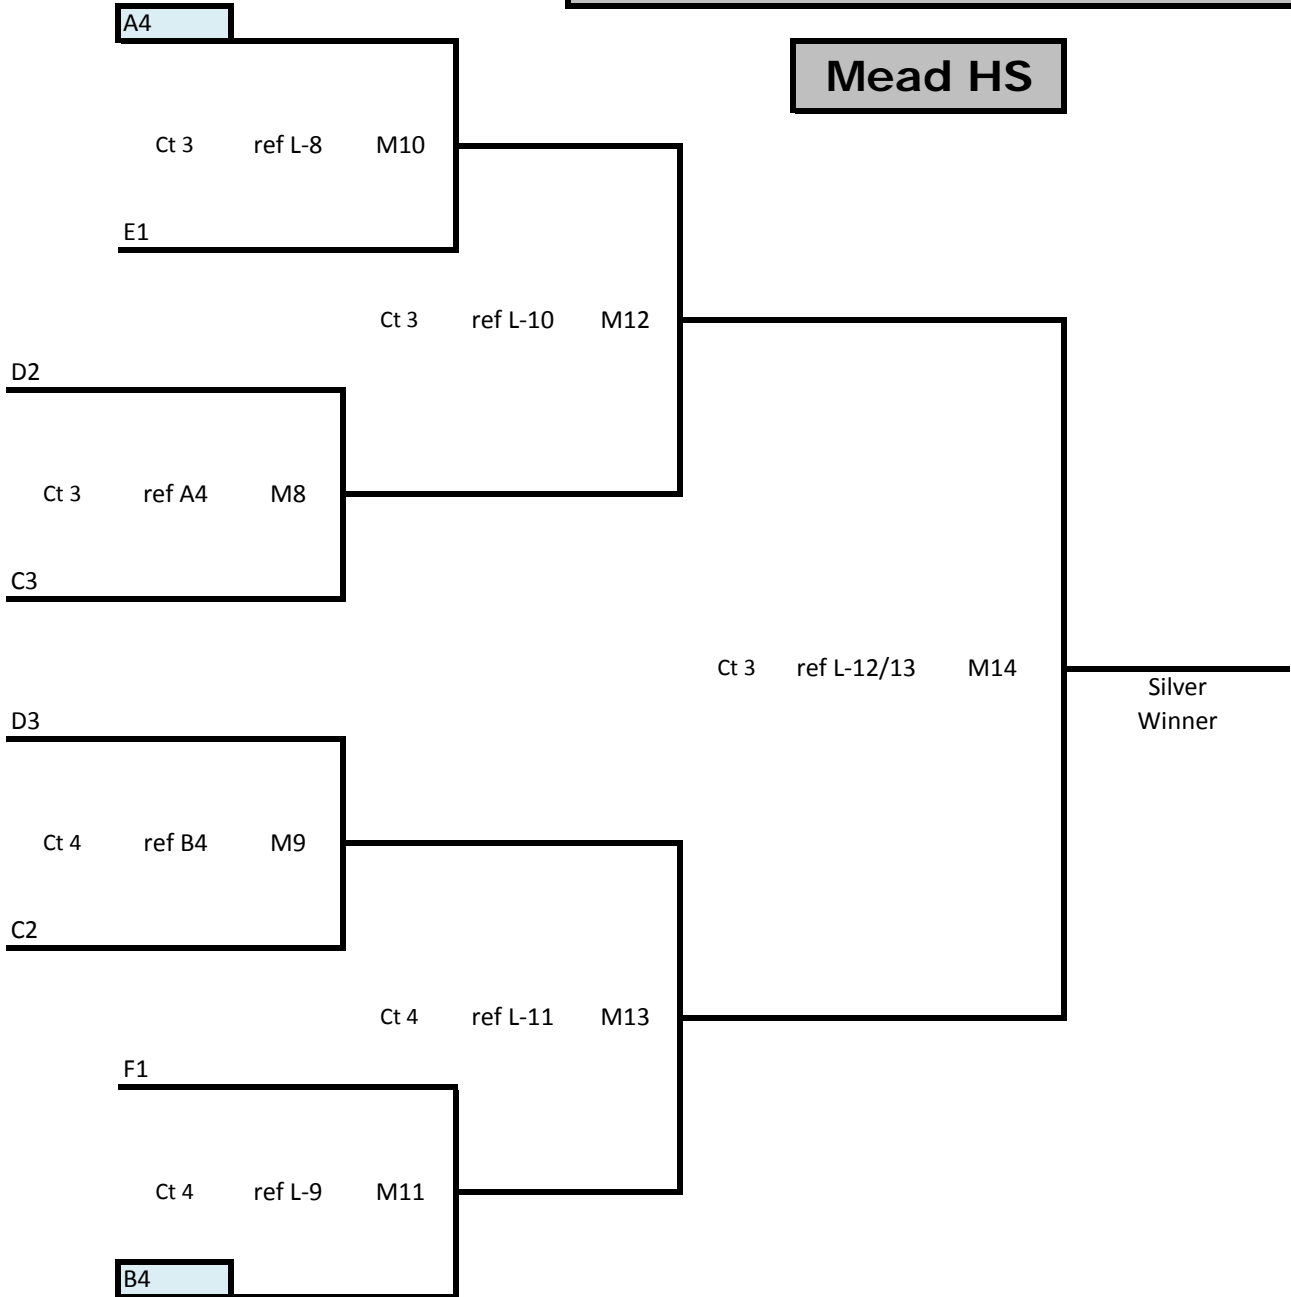 A4
Mead HS
Ct 3 ref L-8 M10
E1
Ct 3 ref L-10 M12
D2
Ct 3 ref A4 M8
C3
Ct 3 ref L-12/13 M14
Silver
Winner
D3
Ct 4 ref B4 M9
C2
Ct 4 ref L-11 M13
F1
Ct 4 ref L-9 M11
B4